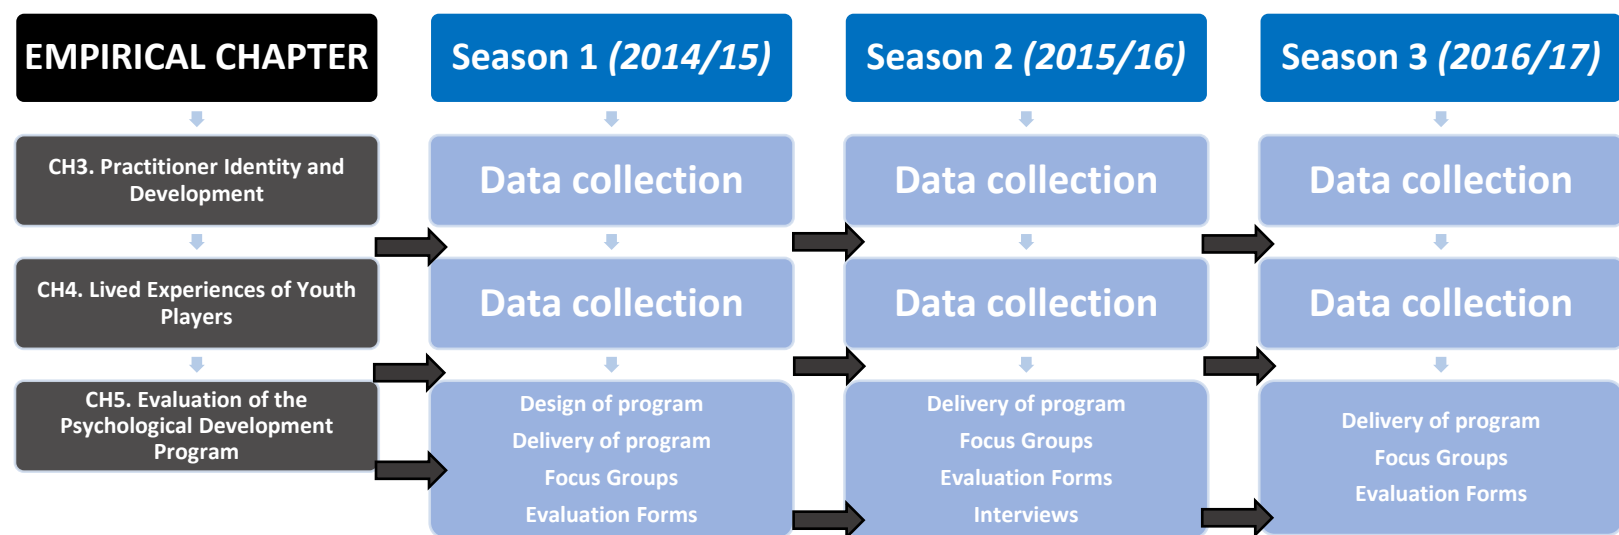 EMPIRICAL CHAPTER
CH3. Practitioner Identity and
Development
CH4. Lived Experiences of Youth
Players
CH5. Evaluation of the
Psychological Development
Program
Season 1 (2014/15)
Data collection
Data collection
Design of program
Delivery of program
Focus Groups
Evaluation Forms
Season 2 (2015/16)
Data collection
Data collection
Delivery of program
Focus Groups
Evaluation Forms
Interviews
Season 3 (2016/17)
Data collection
Data collection
Delivery of program
Focus Groups
Evaluation Forms